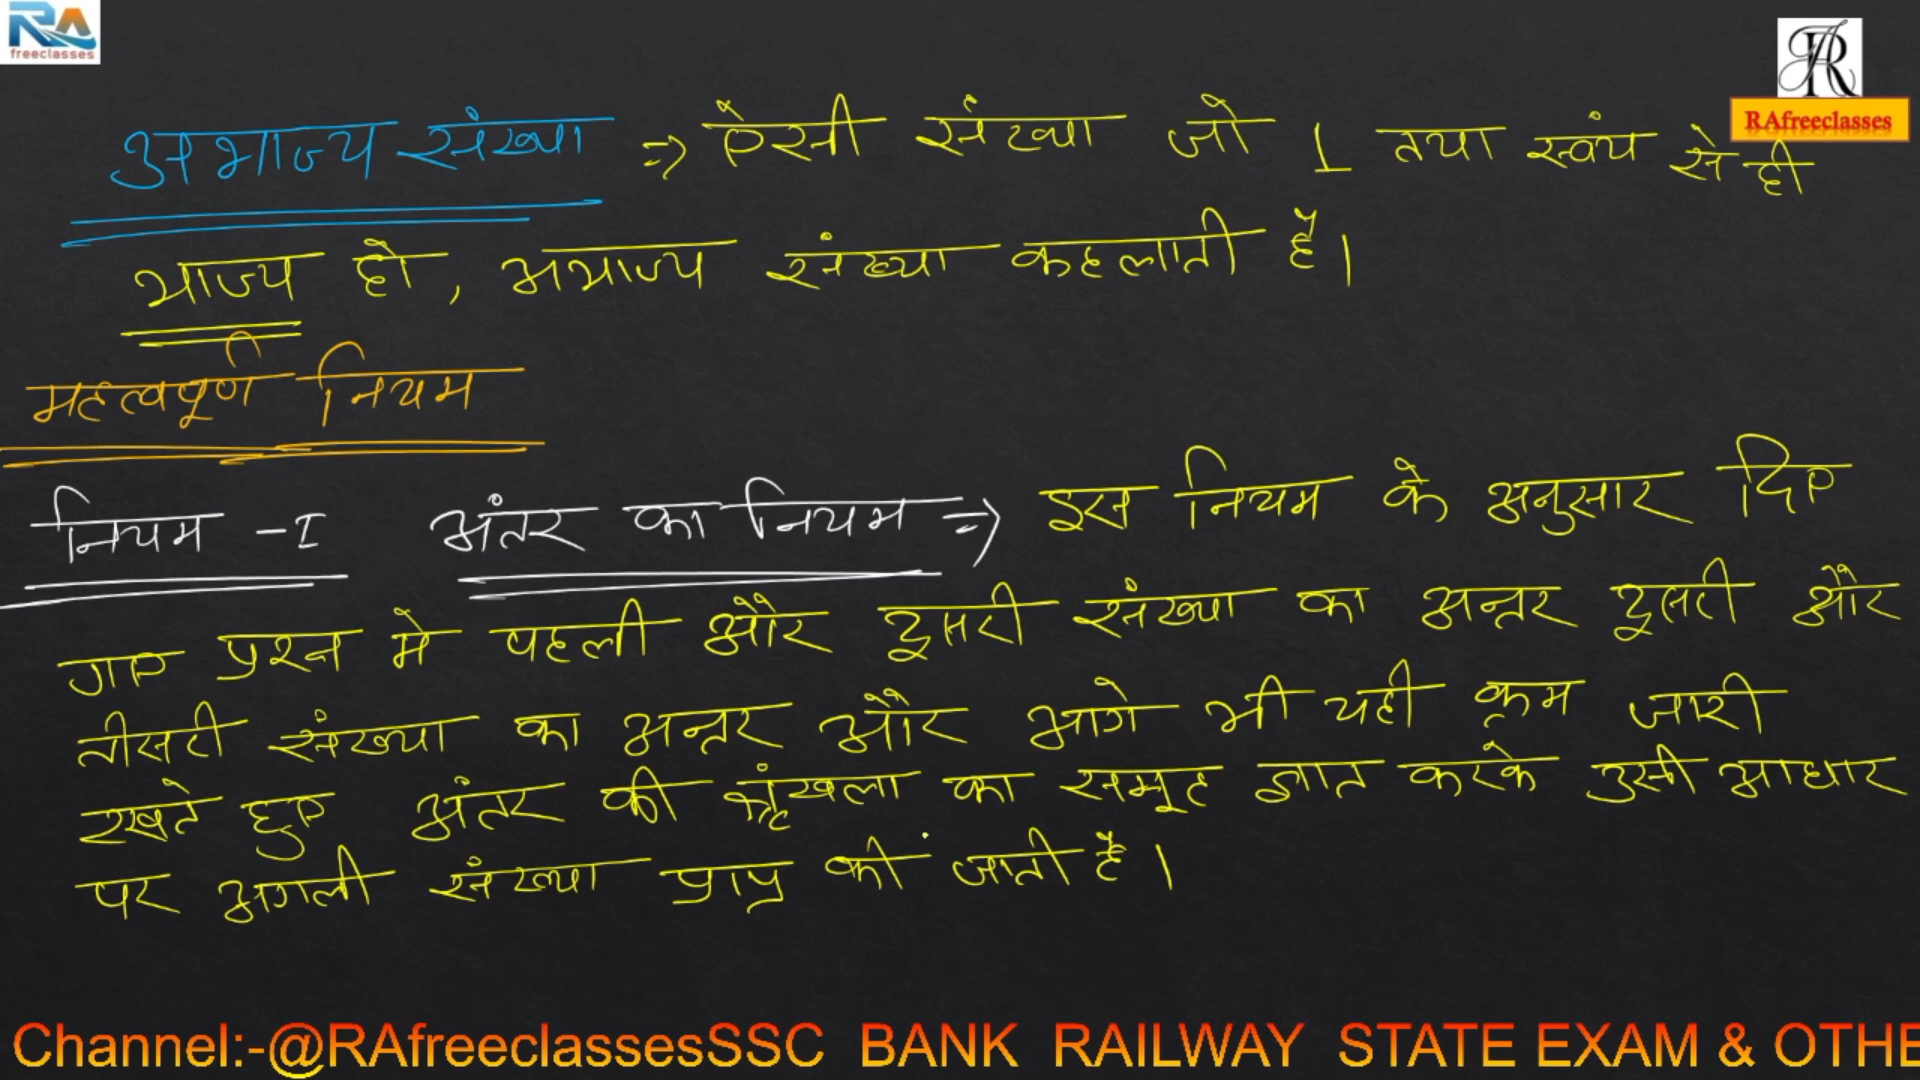 RA
freeclasses
RAfreeclasses
अभाज्य संख्या => ऐसी संख्या जो 1 तथा स्वंय से ही
भाज्य हो, अभाज्य संख्या कहलाती है।
महत्वपूर्ण नियम
नियम -I अंतर का नियम => इस नियम के अनुसार दिए
गए प्रश्न मे पहली और दुसरी संख्या का अन्तर दूसरी और
तीसरी संख्या का अन्तर और आगे भी यही क्रम जारी
रखते हुए अंतर की श्रृंखला का समूह ज्ञात करके उसी आधार
पर अगली संख्या प्राप्त की जाती है।
Channel:-@RAfreeclassesSSC BANK RAILWAY STATE EXAM & OTHE